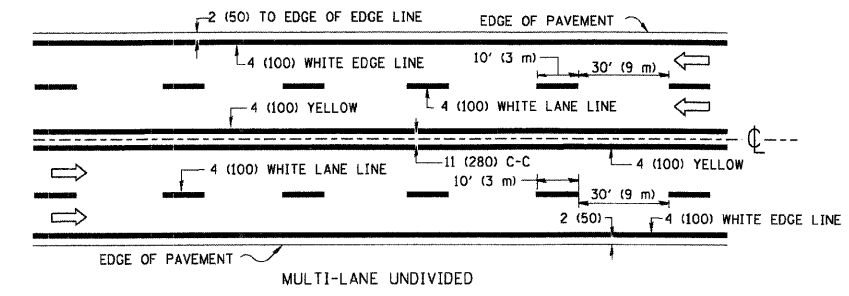 2 (50) TO EDGE OF EDGE LINE
EDGE OF PAVEMENT
4 (100) WHITE EDGE LINE
10' (3 m)
30' (9 m)
4 (100) YELLOW
4 (100) WHITE LANE LINE
℄
4 (100) WHITE LANE LINE
11 (280) C-C
4 (100) YELLOW
10' (3 m)
30' (9 m)
2 (50)
4 (100) WHITE EDGE LINE
EDGE OF PAVEMENT
MULTI-LANE UNDIVIDED